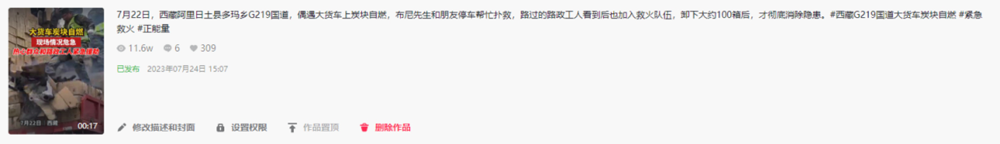 大货车炭块自燃
现场情况危急
热心群众和路政工人紧急援助
7月22日 西藏
00:17
7月22日，西藏阿里日土县多玛乡G219国道，偶遇大货车上炭块自燃，布尼先生和朋友停车帮忙扑救，路过的路政工人看到后也加入救火队伍，卸下大约100箱后，才彻底消除隐患。#西藏G219国道大货车炭块自燃 #紧急
救火 #正能量
11.6w 6 309
已发布 2023年07月24日 15:07
修改描述和封面 设置权限 作品置顶 删除作品